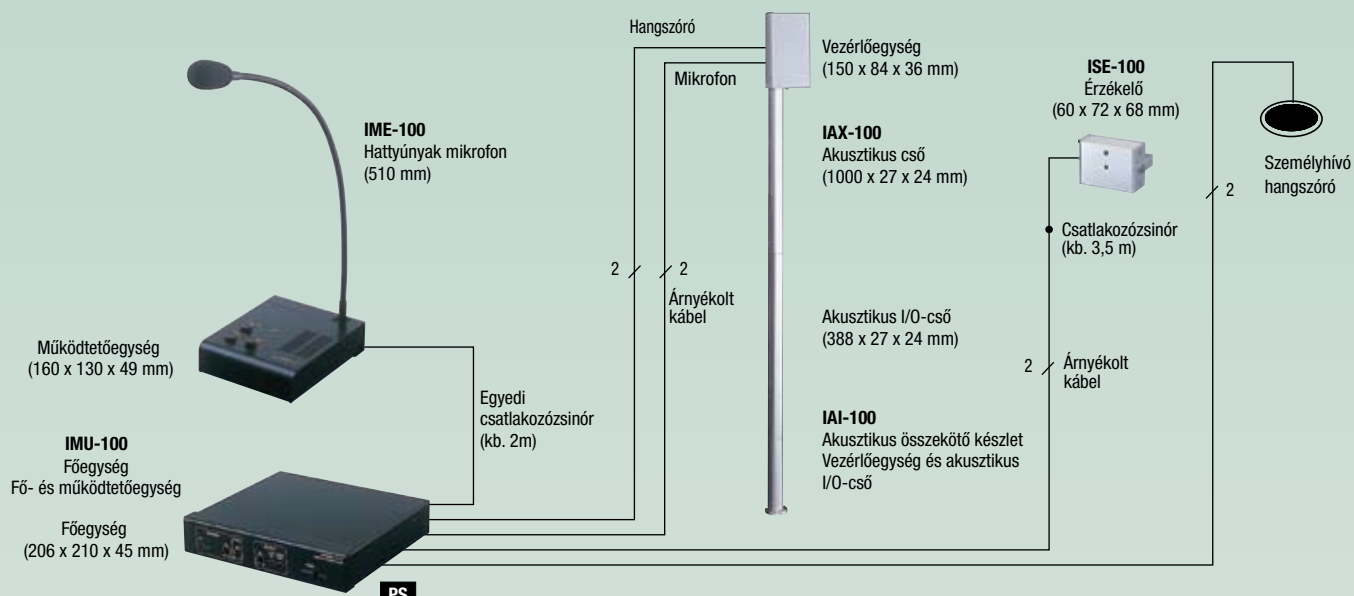 Hangszóró
Mikrofon
Vezérlőegység
(150 x 84 x 36 mm)
ISE-100
Érzékelő
(60 x 72 x 68 mm)
IME-100
Hattyúnyak mikrofon
(510 mm)
IAX-100
Akusztikus cső
(1000 x 27 x 24 mm)
Személyhívó
hangszóró
2
Csatlakozózsinór
(kb. 3,5 m)
2
2
Árnyékolt
kábel
Akusztikus I/O-cső
(388 x 27 x 24 mm)
Működtetőegység
(160 x 130 x 49 mm)
2
Árnyékolt
kábel
Egyedi
csatlakozózsinór
(kb. 2m)
IAI-100
Akusztikus összekötő készlet
Vezérlőegység és akusztikus
I/O-cső
IMU-100
Főegység
Fő- és működtetőegység
Főegység
(206 x 210 x 45 mm)
PS